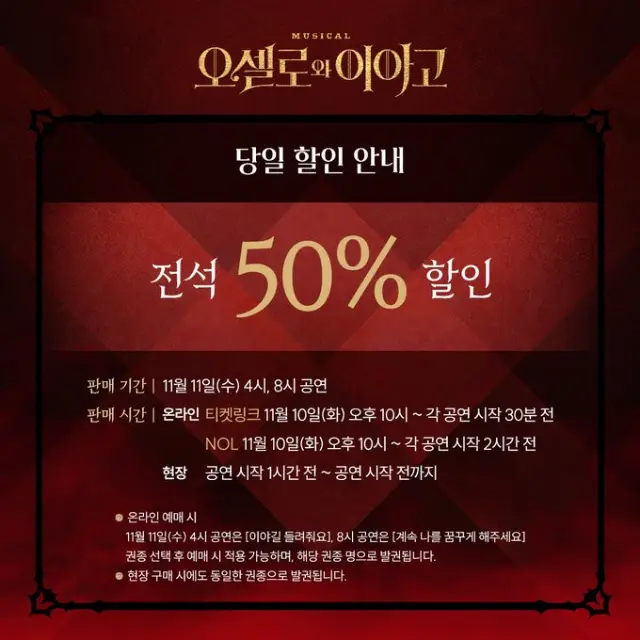 MUSICAL
오셀로와 이아고
당일 할인 안내
전석 50% 할인
판매 기간 | 11월 11일(수) 4시, 8시 공연
판매 시간 | 온라인 티켓링크 11월 10일(화) 오후 10시 ~ 각 공연 시작 30분 전
NOL 11월 10일(화) 오후 10시 ~ 각 공연 시작 2시간 전
현장 공연 시작 1시간 전 ~ 공연 시작 전까지
● 온라인 예매 시
11월 11일(수) 4시 공연은 [이야길 들려줘요], 8시 공연은 [계속 나를 꿈꾸게 해주세요]
권종 선택 후 예매 시 적용 가능하며, 해당 권종 명으로 발권됩니다.
● 현장 구매 시에도 동일한 권종으로 발권됩니다.